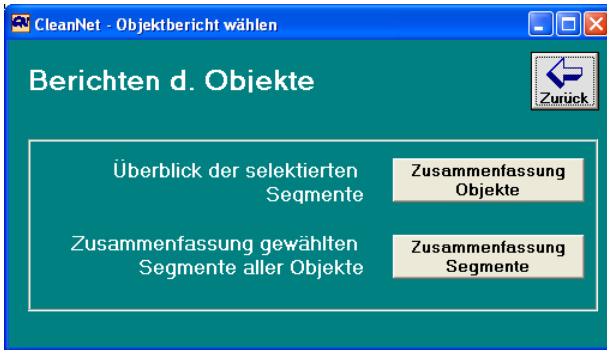 CleanNet - Objektbericht wählen
Berichten d. Objekte
Zurück
Überblick der selektierten
Segmente
Zusammenfassung
Objekte
Zusammenfassung gewählten
Segmente aller Objekte
Zusammenfassung
Segmente